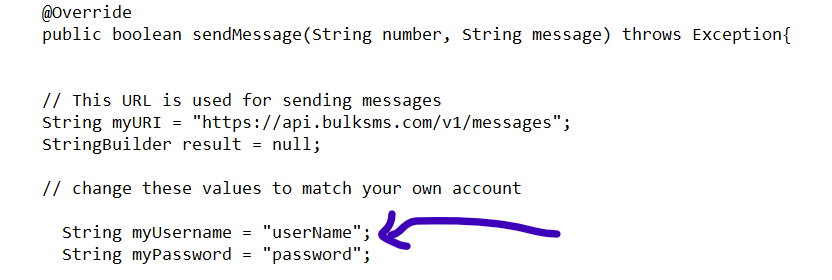 @Override
public boolean sendMessage(String number, String message) throws Exception{
// This URL is used for sending messages
String myURI = "https://api.bulksms.com/v1/messages";
StringBuilder result = null;
// change these values to match your own account
String myUsername = "userName";
String myPassword = "password";